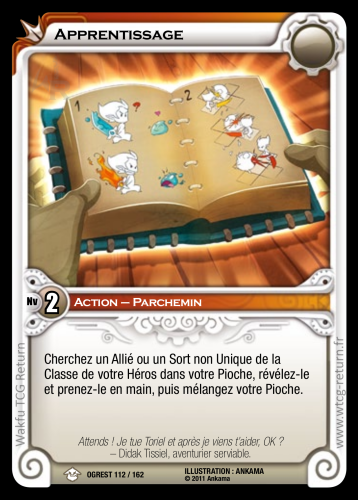 Apprentissage
1
?
2
Nv 2 Action – Parchemin
Cherchez un Allié ou un Sort non Unique de la
Classe de votre Héros dans votre Pioche, révélez-le
et prenez-le en main, puis mélangez votre Pioche.
Attends ! Je tue Toriel et après je viens t'aider, OK ?
– Didak Tissiel, aventurier serviable.
OGREST 112 / 162
ILLUSTRATION : ANKAMA
© 2011 Ankama
Wakfu TCG Return
www.wtcg-return.fr